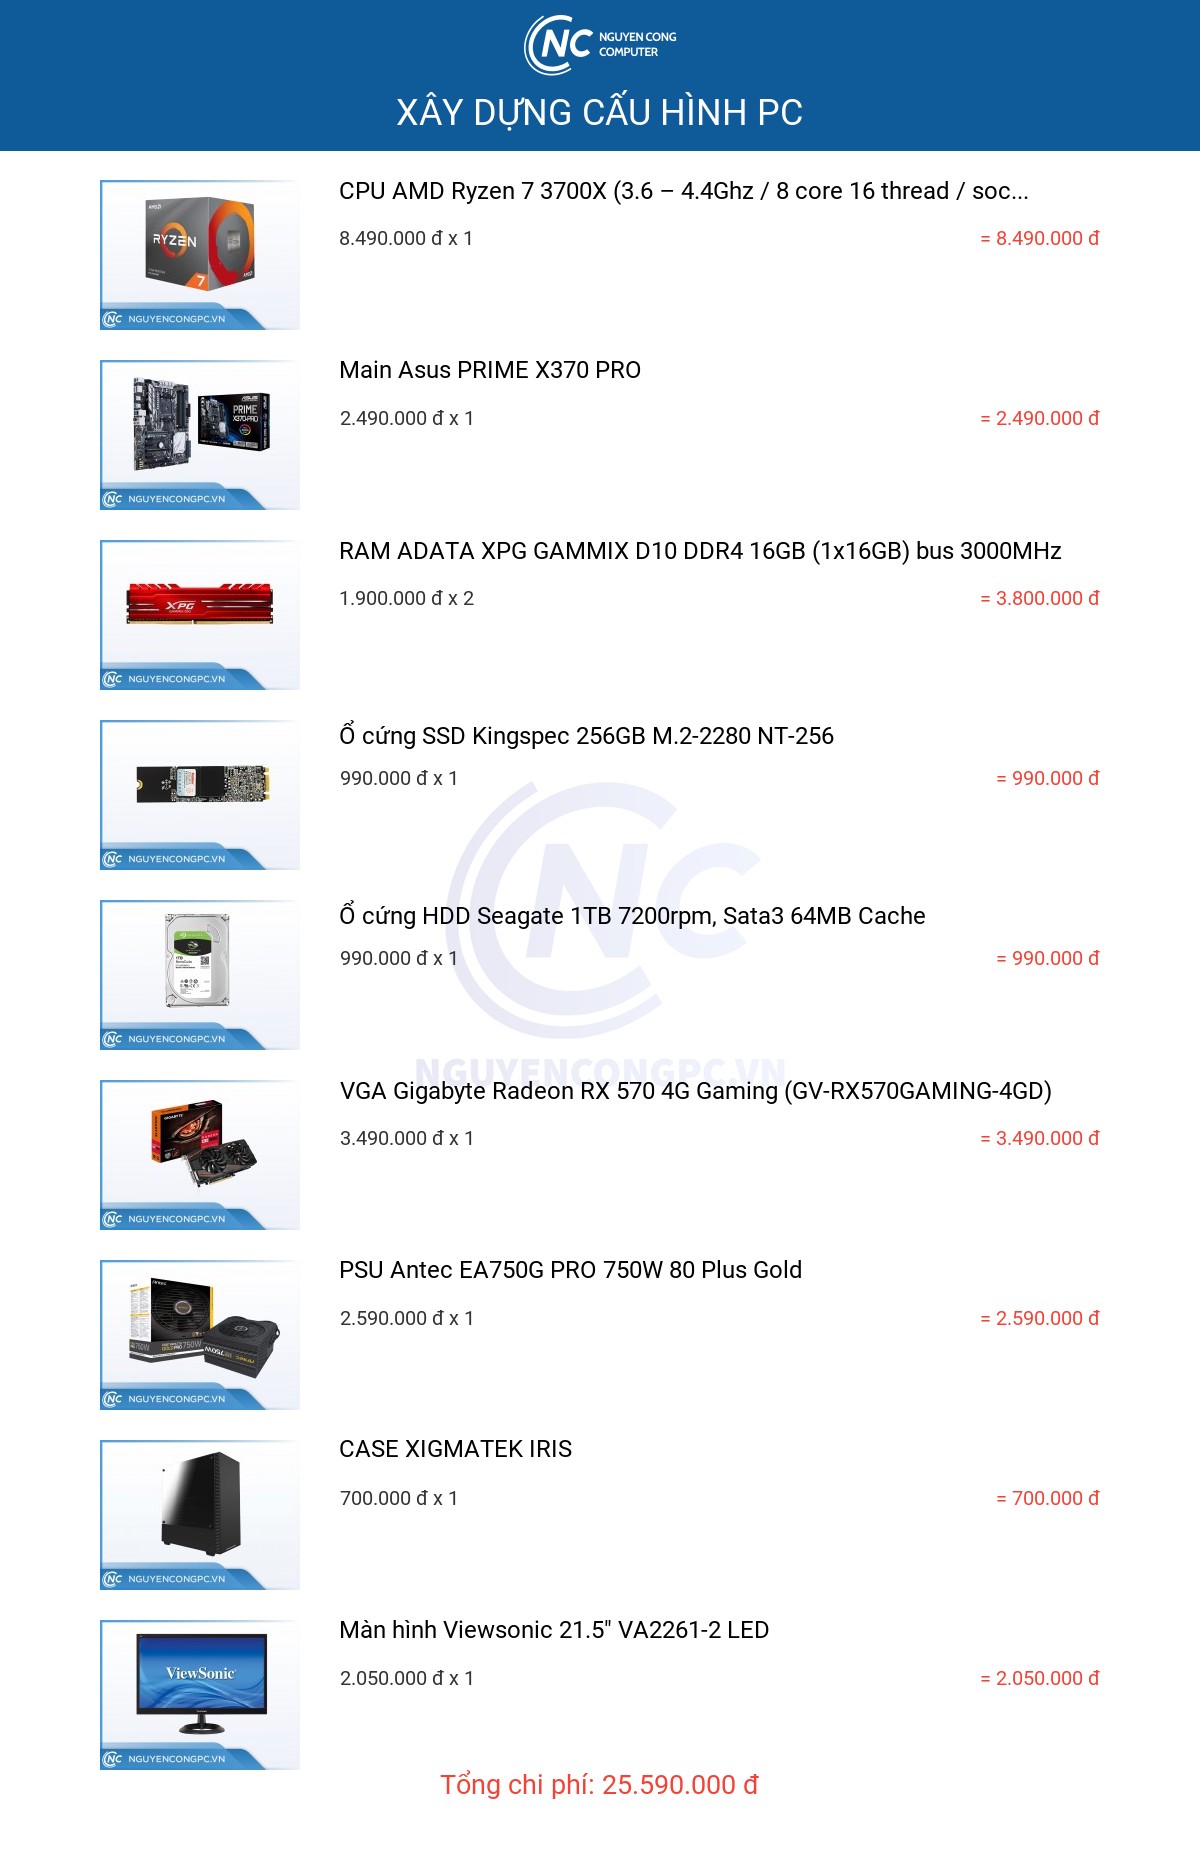 NC NGUYEN CONG
COMPUTER
XÂY DỰNG CẤU HÌNH PC
CPU AMD Ryzen 7 3700X (3.6 – 4.4Ghz / 8 core 16 thread / soc...
8.490.000 đ x 1
= 8.490.000 đ
AMD
RYZEN
7
AMD
NC NGUYENCONGPC.VN
Main Asus PRIME X370 PRO
2.490.000 đ x 1
= 2.490.000 đ
ASUS
PRIME
X370-PRO
NC NGUYENCONGPC.VN
RAM ADATA XPG GAMMIX D10 DDR4 16GB (1x16GB) bus 3000MHz
1.900.000 đ x 2
= 3.800.000 đ
XPG
NC NGUYENCONGPC.VN
Ổ cứng SSD Kingspec 256GB M.2-2280 NT-256
990.000 đ x 1
= 990.000 đ
NC NGUYENCONGPC.VN
NC
Ổ cứng HDD Seagate 1TB 7200rpm, Sata3 64MB Cache
990.000 đ x 1
= 990.000 đ
NC NGUYENCONGPC.VN
NGUYENCONGPC.VN
VGA Gigabyte Radeon RX 570 4G Gaming (GV-RX570GAMING-4GD)
3.490.000 đ x 1
= 3.490.000 đ
GIGABYTE
NC NGUYENCONGPC.VN
PSU Antec EA750G PRO 750W 80 Plus Gold
2.590.000 đ x 1
= 2.590.000 đ
Antec
750W
NC NGUYENCONGPC.VN
CASE XIGMATEK IRIS
700.000 đ x 1
= 700.000 đ
NC NGUYENCONGPC.VN
Màn hình Viewsonic 21.5" VA2261-2 LED
2.050.000 đ x 1
= 2.050.000 đ
ViewSonic
NC NGUYENCONGPC.VN
Tổng chi phí: 25.590.000 đ